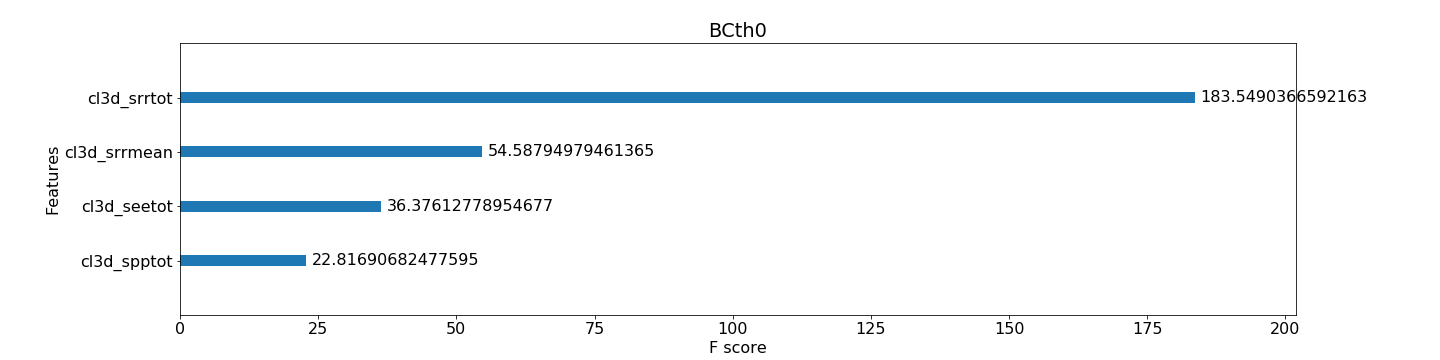 BCth0
cl3d_srrtot
183.5490366592163
cl3d_srrmean
54.58794979461365
cl3d_seetot
36.37612778954677
cl3d_spptot
22.81690682477595
Features
0 25 50 75 100 125 150 175 200
F score